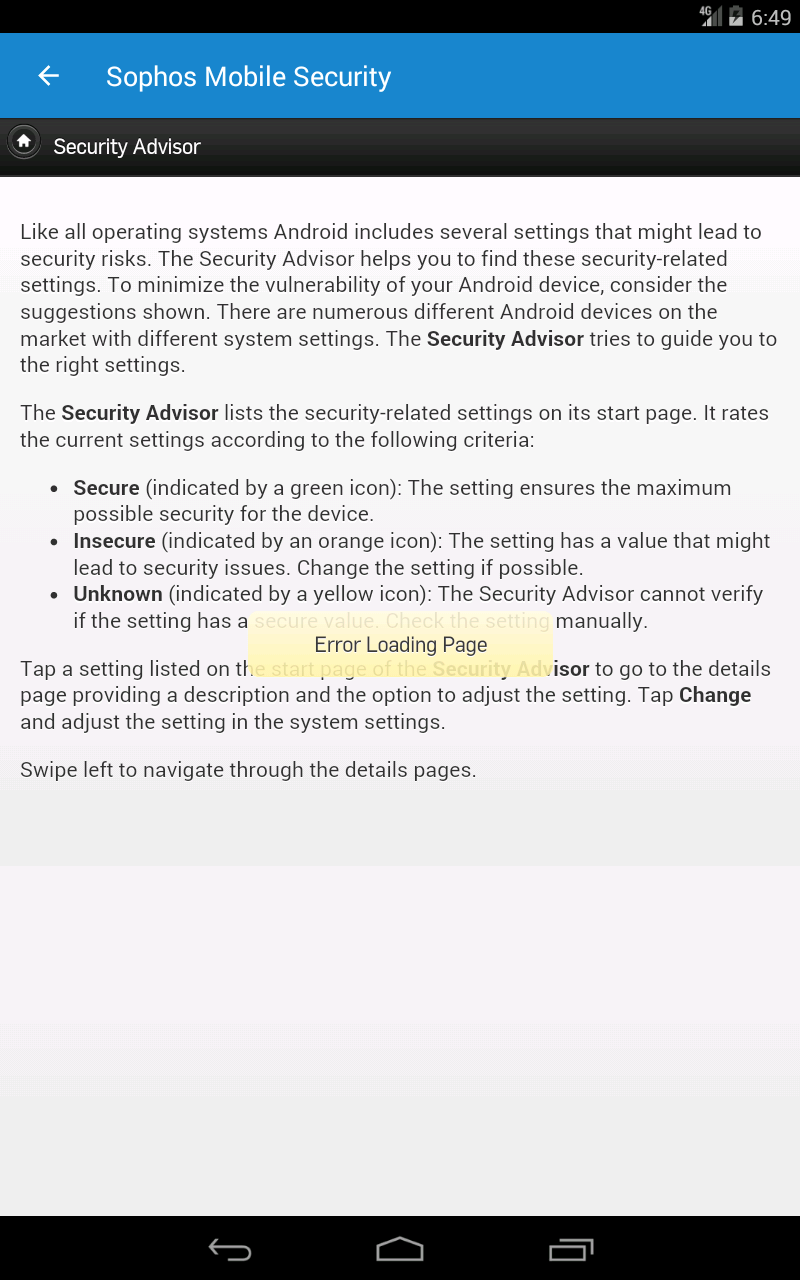 4G 6:49
Sophos Mobile Security
Security Advisor
Like all operating systems Android includes several settings that might lead to
security risks. The Security Advisor helps you to find these security-related
settings. To minimize the vulnerability of your Android device, consider the
suggestions shown. There are numerous different Android devices on the
market with different system settings. The Security Advisor tries to guide you to
the right settings.
The Security Advisor lists the security-related settings on its start page. It rates
the current settings according to the following criteria:
• Secure (indicated by a green icon): The setting ensures the maximum
possible security for the device.
• Insecure (indicated by an orange icon): The setting has a value that might
lead to security issues. Change the setting if possible.
• Unknown (indicated by a yellow icon): The Security Advisor cannot verify
if the setting has a secure value. Check the setting manually.
Error Loading Page
Tap a setting listed on the start page of the Security Advisor to go to the details
page providing a description and the option to adjust the setting. Tap Change
and adjust the setting in the system settings.
Swipe left to navigate through the details pages.